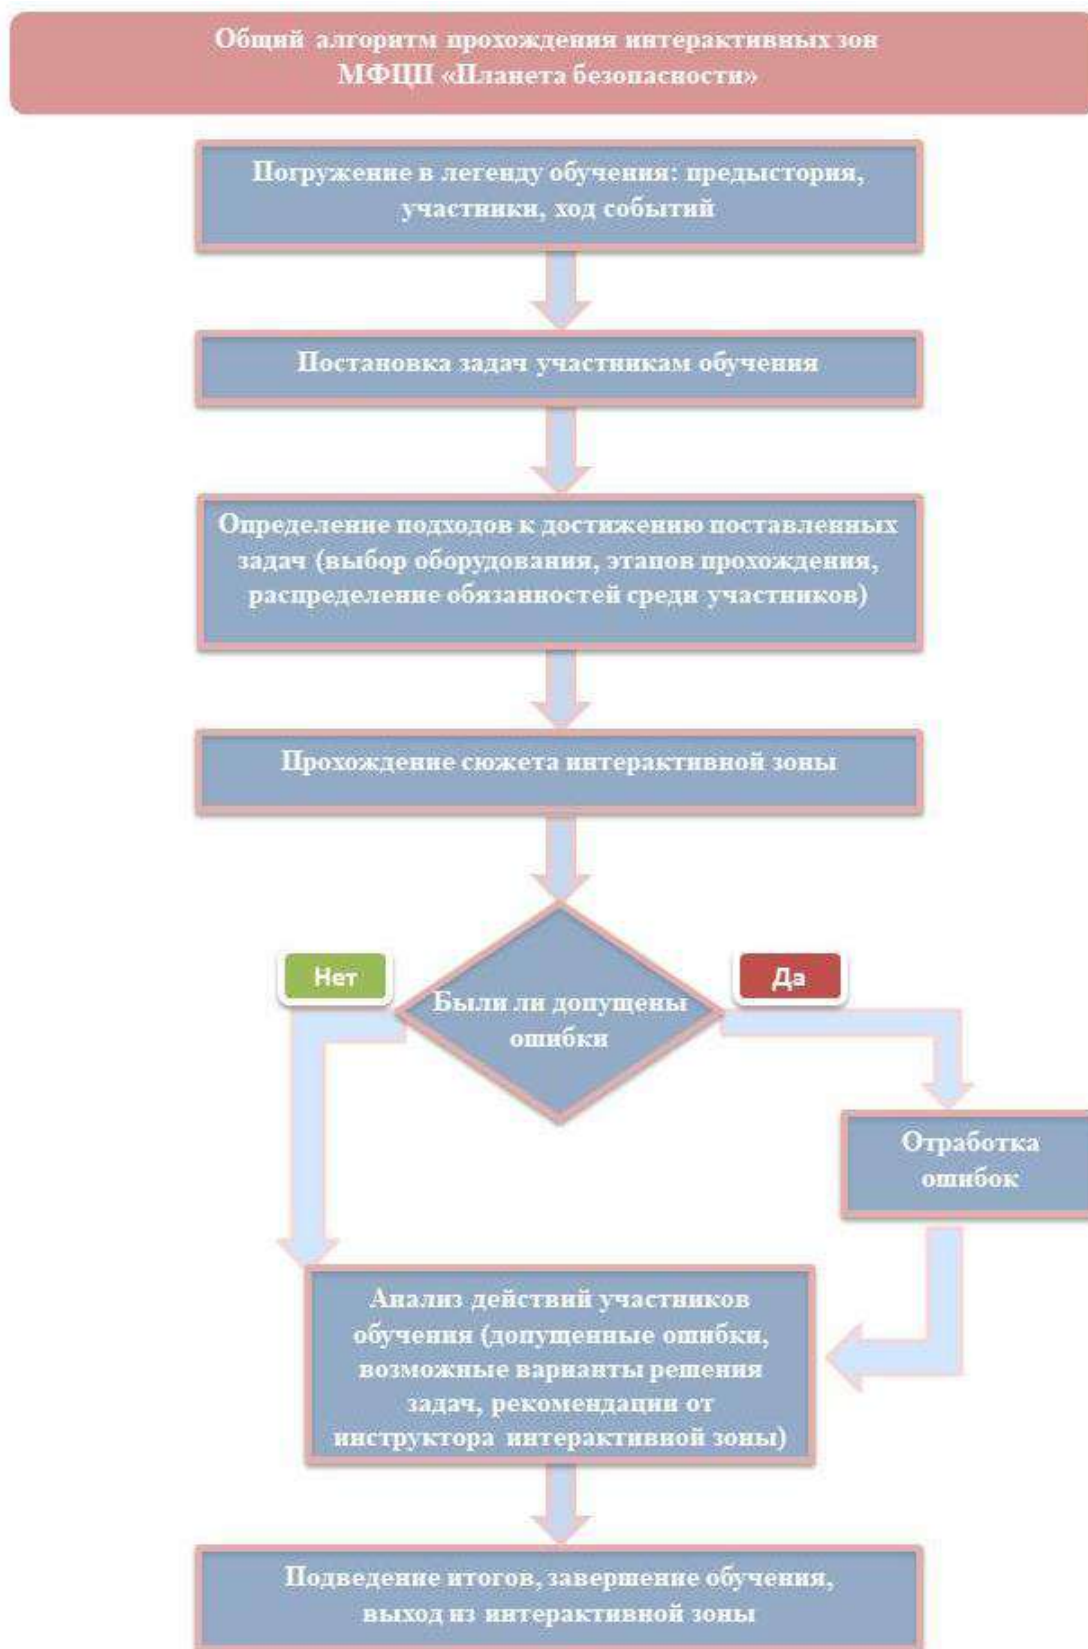 Общий алгоритм прохождения интерактивных зон
МФЦП «Планета безопасности»
Погружение в легенду обучения: предыстория,
участники, ход событий
Постановка задач участникам обучения
Определение подходов к достижению поставленных
задач (выбор оборудования, этапов прохождения,
распределение обязанностей среди участников)
Прохождение сюжета интерактивной зоны
Нет
Да
Были ли допущены
ошибки
Отработка
ошибок
Анализ действий участников
обучения (допущенные ошибки,
возможные варианты решения
задач, рекомендации от
инструктора интерактивной зоны)
Подведение итогов, завершение обучения,
выход из интерактивной зоны